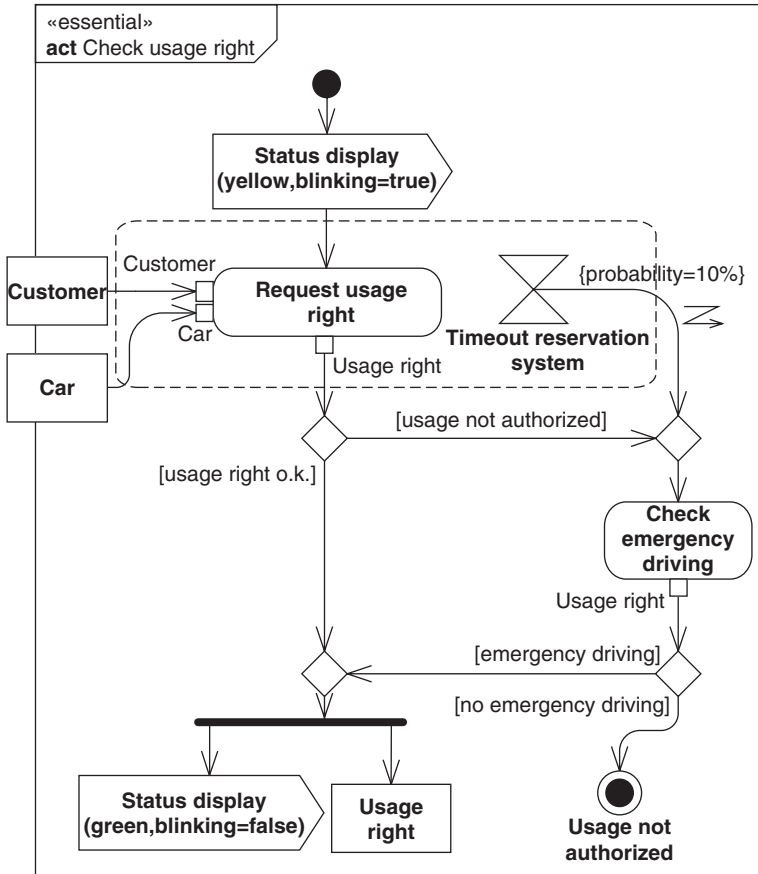 «essential»
act Check usage right
Status display
(yellow,blinking=true)
Customer
Customer
Car
Car
Request usage
right
Usage right
{probability=10%}
Timeout reservation
system
[usage not authorized]
[usage right o.k.]
Check
emergency
driving
Usage right
[emergency driving]
[no emergency driving]
Status display
(green,blinking=false)
Usage
right
Usage not
authorized